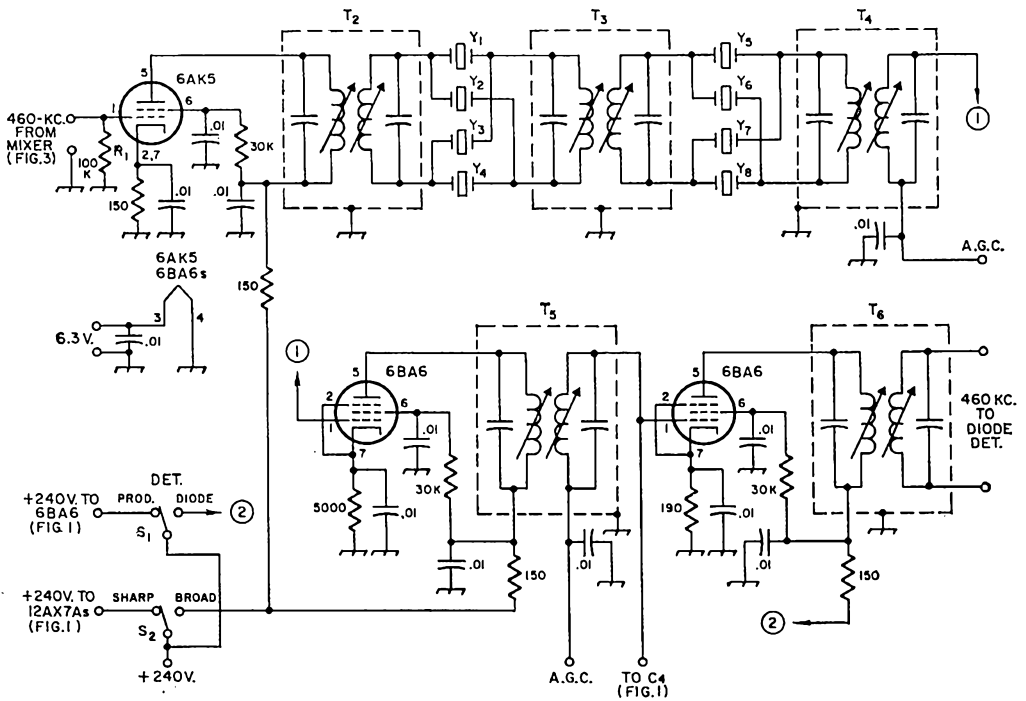 T2
T3
T4
Y1
Y5
5
6AK5
Y2
Y6
6
1
460-KC.
FROM
MIXER
(FIG.3)
.01
30K
Y3
Y7
1
R1
100
K
2,7
Y4
Y8
150
.01
.01
.01
A.G.C.
6AK5
6BA6s
150
3
4
6.3 V.
.01
T5
T6
1
5
6BA6
5
6BA6
2
6
1
7
.01
2
6
1
7
.01
460 KC.
TO
DIODE
DET.
30K
30K
5000
.01
190
.01
DET.
+240V. TO
6BA6
(FIG. 1)
PROD.
DIODE
2
S1
.01
150
.01
.01
150
+240V. TO
12AX7As
(FIG.1)
SHARP
BROAD
S2
2
+240V.
A.G.C.
TO C4
(FIG.1)